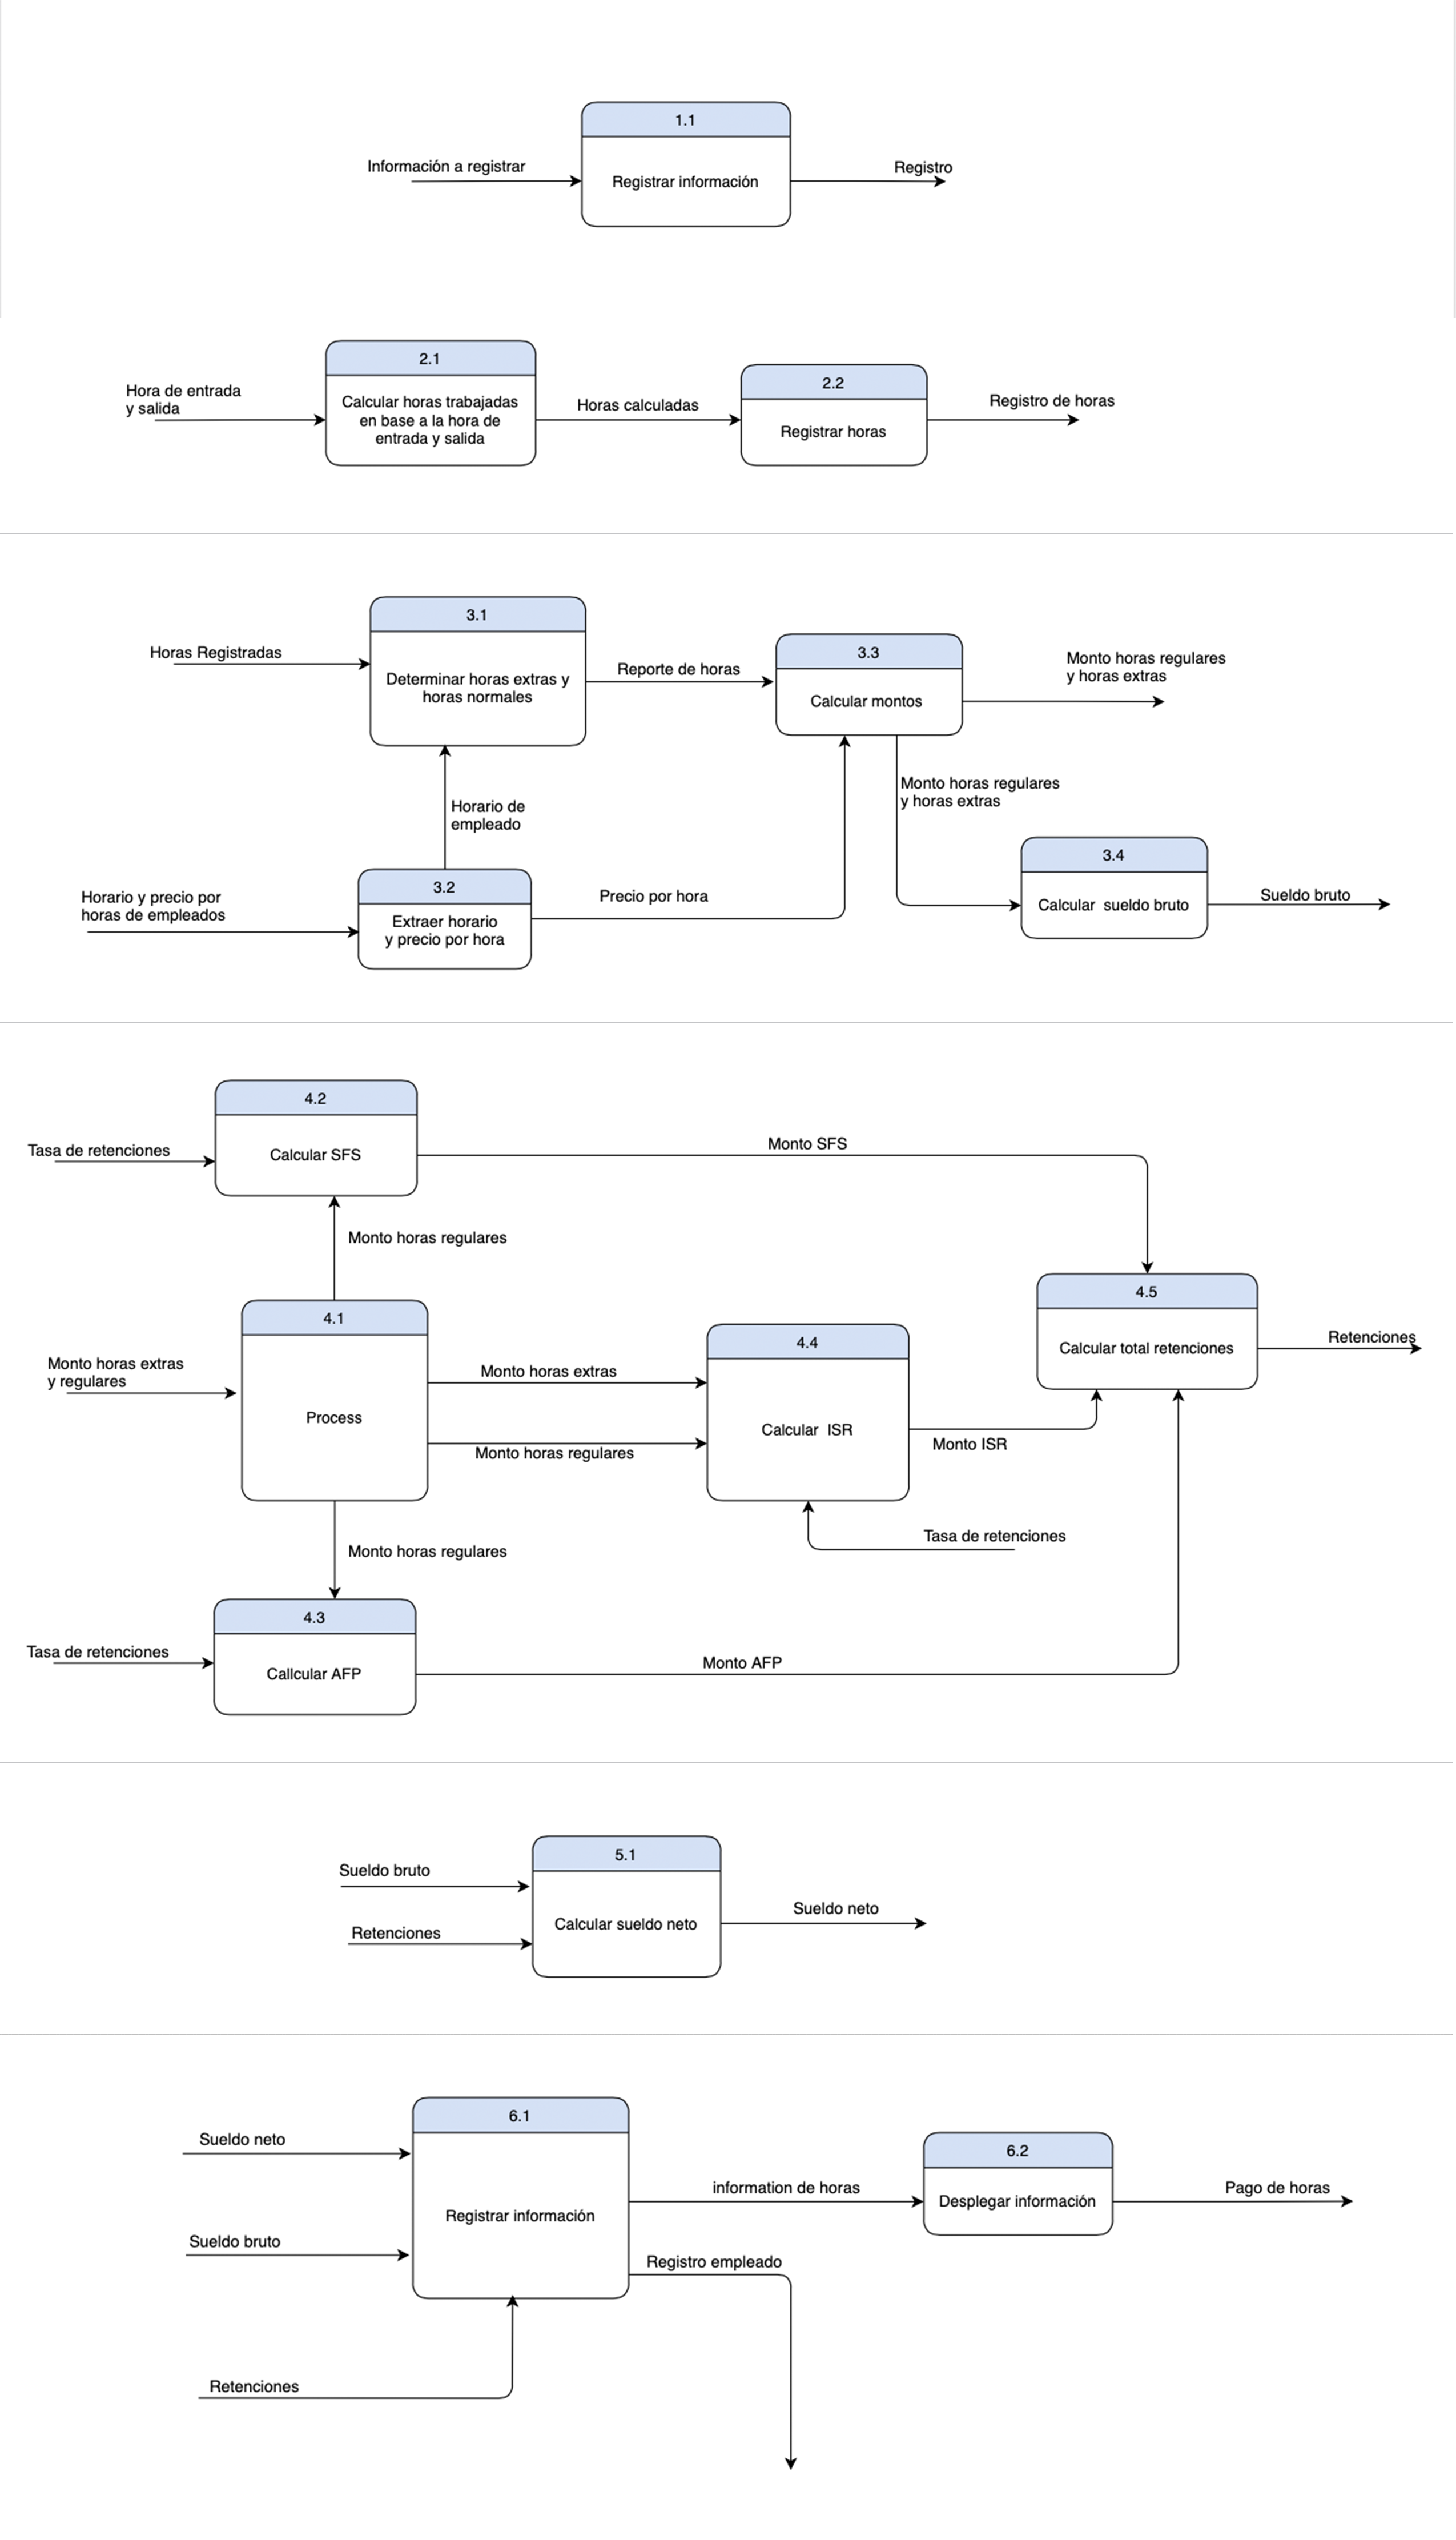 1.1
Información a registrar
Registrar información
Registro
2.1
Hora de entrada
y salida
Calcular horas trabajadas
en base a la hora de
entrada y salida
Horas calculadas
2.2
Registrar horas
Registro de horas
3.1
Horas Registradas
Determinar horas extras y
horas normales
Reporte de horas
3.3
Calcular montos
Monto horas regulares
y horas extras
Horario de
empleado
Monto horas regulares
y horas extras
3.2
Horario y precio por
horas de empleados
Extraer horario
y precio por hora
Precio por hora
3.4
Calcular  sueldo bruto
Sueldo bruto
4.2
Tasa de retenciones
Calcular SFS
Monto SFS
Monto horas regulares
4.1
Monto horas extras
y regulares
Process
Monto horas extras
Monto horas regulares
4.4
Calcular  ISR
Monto ISR
4.5
Calcular total retenciones
Retenciones
Tasa de retenciones
Monto horas regulares
4.3
Tasa de retenciones
Callcular AFP
Monto AFP
5.1
Sueldo bruto
Retenciones
Calcular sueldo neto
Sueldo neto
6.1
Sueldo neto
Sueldo bruto
Registrar información
information de horas
6.2
Desplegar información
Pago de horas
Registro empleado
Retenciones